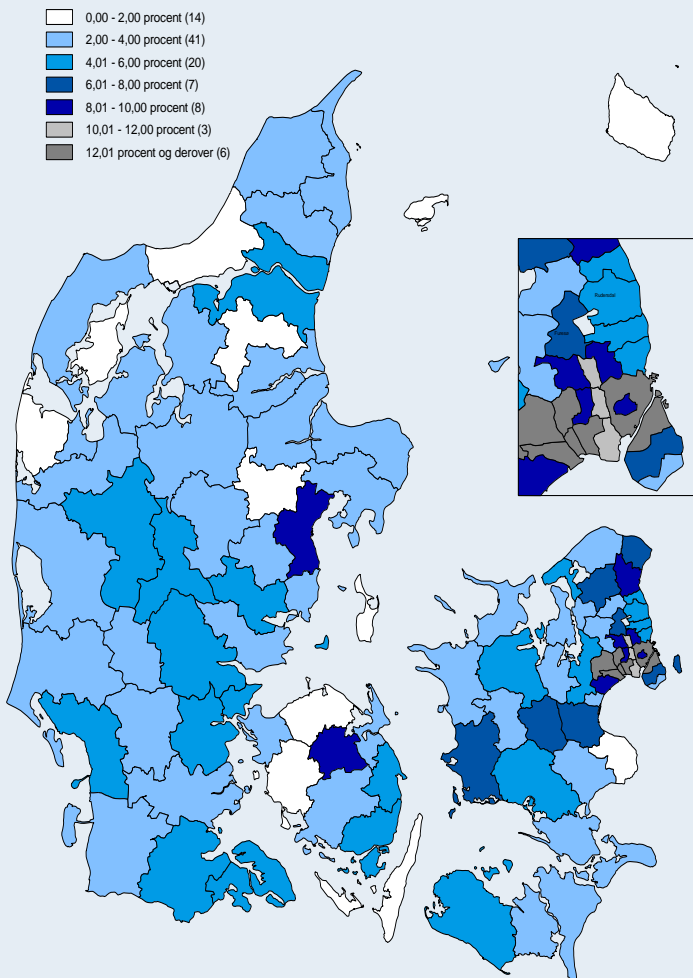 0,00 - 2,00 procent (14)
2,00 - 4,00 procent (41)
4,01 - 6,00 procent (20)
6,01 - 8,00 procent (7)
8,01 - 10,00 procent (8)
10,01 - 12,00 procent (3)
12,01 procent og derover (6)
Rudersdal